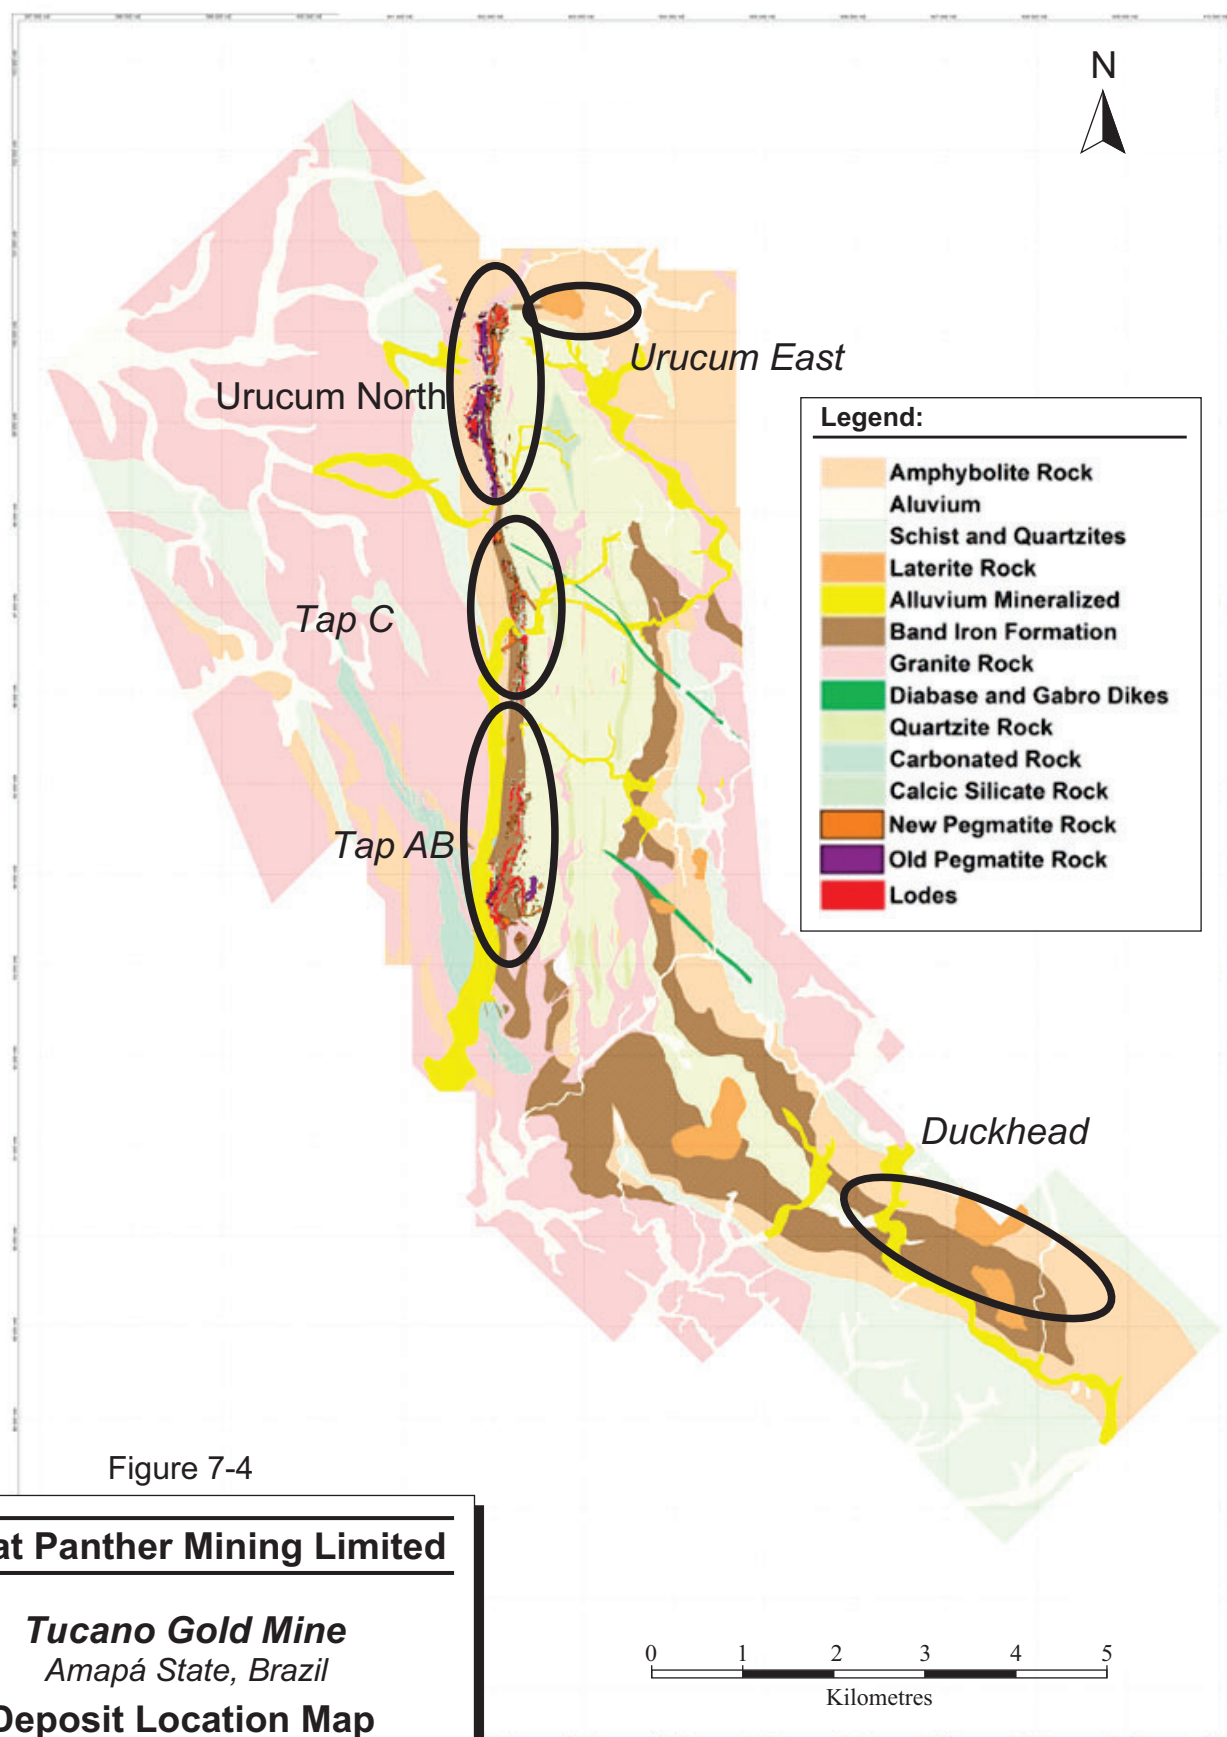 N
Urucum East
Urucum North
Legend:
Amphybolite Rock
Aluvium
Schist and Quartzites
Laterite Rock
Alluvium Mineralized
Band Iron Formation
Granite Rock
Diabase and Gabro Dikes
Quartzite Rock
Carbonated Rock
Calcic Silicate Rock
New Pegmatite Rock
Old Pegmatite Rock
Lodes
Tap C
Tap AB
Duckhead
Figure 7-4
at Panther Mining Limited
Tucano Gold Mine
Amapá State, Brazil
Deposit Location Map
0 1 2 3 4 5
Kilometres